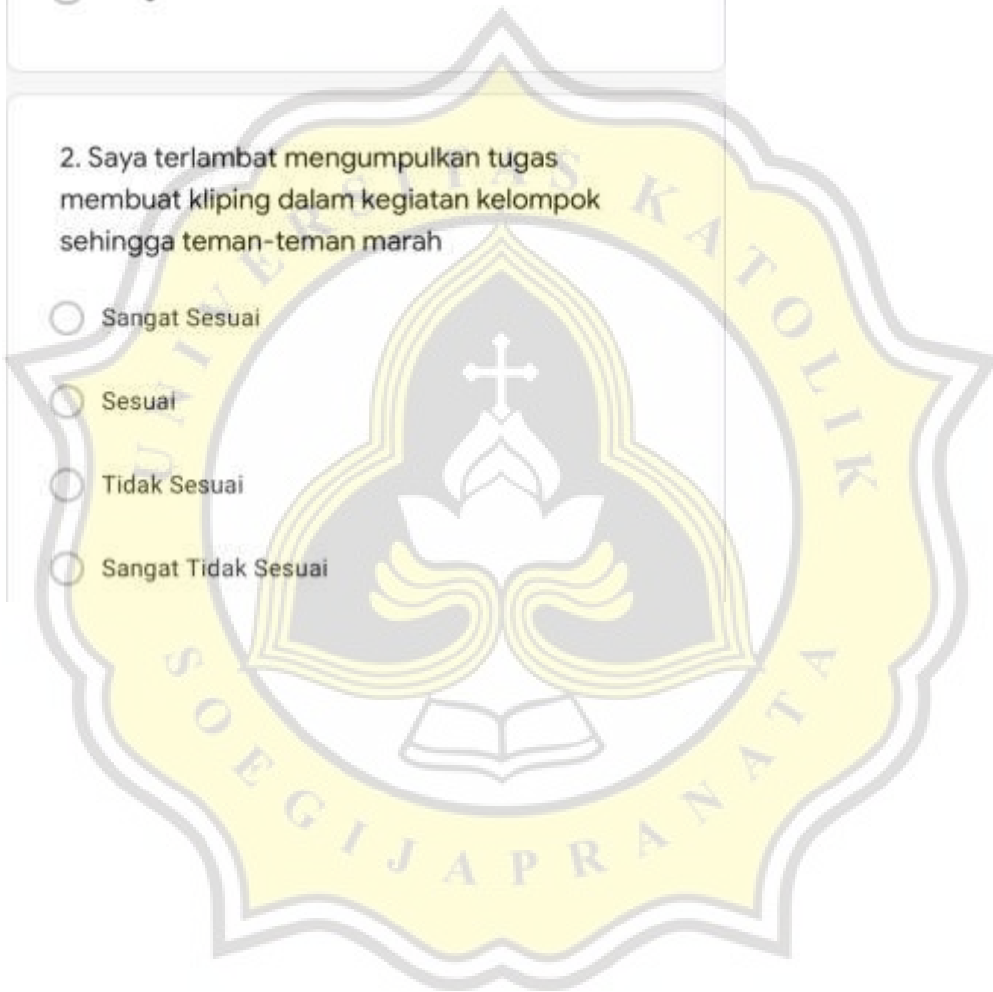 2. Saya terlambat mengumpulkan tugas
membuat kliping dalam kegiatan kelompok
sehingga teman-teman marah
Sangat Sesuai
Sesuai
Tidak Sesuai
Sangat Tidak Sesuai
UNIVERSITAS KATOLIK
SOEGIJAPRANATA